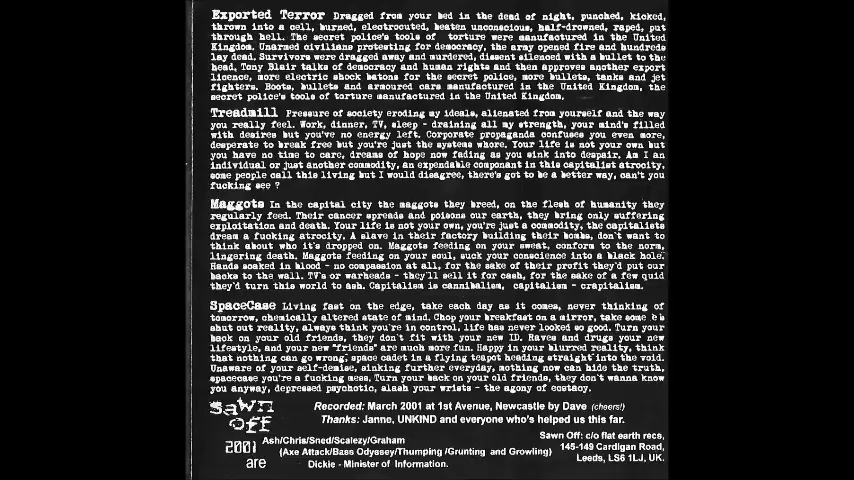 Exported Terror Dragged from your bed in the dead of night, punched, kicked,
thrown into a cell, burned, electrocuted, beaten unconscious, half-drowned, raped, put
through hell. The secret police's tools of torture were manufactured in the United
Kingdom. Unarmed civilians protesting for democracy, the army opened fire and hundreds
lay dead. Survivors were dragged away and murdered, dissent silenced with a bullet to the
head, Tony Blair talks of democracy and human rights and then approves another export
licence, more electric shock batons for the secret police, more bullets, tanks and jet
fighters. Boots, bullets and armoured cars manufactured in the United Kingdom, the
secret police's tools of torture manufactured in the United Kingdom.
Treadmill Pressure of society eroding my ideals, alienated from yourself and the way
you really feel. Work, dinner, TV, sleep - draining all my strength, your mind's filled
with desires but you've no energy left. Corporate propaganda confuses you even more,
desperate to break free but you're just the systems whore. Your life is not your own but
you have no time to care, dreams of hope now fading as you sink into despair. Am I an
individual or just another commodity, an expendable componant in this capitalist atrocity,
some people call this living but I would disagree, there's got to be a better way, can't you
fucking see ?
Maggots In the capital city the maggots they breed, on the flesh of humanity they
regularly feed. Their cancer spreads and poisons our earth, they bring only suffering
exploitation and death. Your life is not your own, you're just a commodity, the capitalists
dream a fucking atrocity. A slave in their factory building their bombs, don't want to
think about who it's dropped on. Maggots feeding on your sweat, conform to the norm,
lingering death. Maggots feeding on your soul, suck your conscience into a black hole.
Hands soaked in blood - no compassion at all, for the sake of their profit they'd put our
backs to the wall. TV's or warheads - they'll sell it for cash, for the sake of a few quid
they'd turn this world to ash. Capitalism is cannibalism, capitalism - crapitalism.
SpaceCase Living fast on the edge, take each day as it comes, never thinking of
tomorrow, chemically altered state of mind. Chop your breakfast on a mirror, take some e's
shut out reality, always think you're in control, life has never looked so good. Turn your
back on your old friends, they don't fit with your new ID. Raves and drugs your new
lifestyle, and your new "friends" are much more fun. Happy in your blurred reality, think
that nothing can go wrong, space cadet in a flying teapot heading straight into the void.
Unaware of your self-demise, sinking further everyday, nothing now can hide the truth,
spacecase you're a fucking mess. Turn your back on your old friends, they don't wanna know
you anyway, depressed psychotic, slash your wrists - the agony of ecstacy.
SAWN OFF
Recorded: March 2001 at 1st Avenue, Newcastle by Dave (cheers!)
Thanks: Janne, UNKIND and everyone who's helped us this far.
2001 are
Ash/Chris/Sned/Scalezy/Graham
(Axe Attack/Bass Odyssey/Thumping /Grunting and Growling)
Dickie - Minister of Information.
Sawn Off: c/o flat earth recs,
145-149 Cardigan Road,
Leeds, LS6 1LJ, UK.